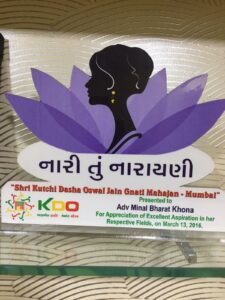 નારી તું નારાયણી
"Shri Kutchi Dasha Oswal Jain Gnati Mahajan - Mumbai"
KDO
Presented to
Adv Minal Bharat Khona
For Appreciation of Excellent Aspiration in her
Respective Fields, on March 13, 2016.